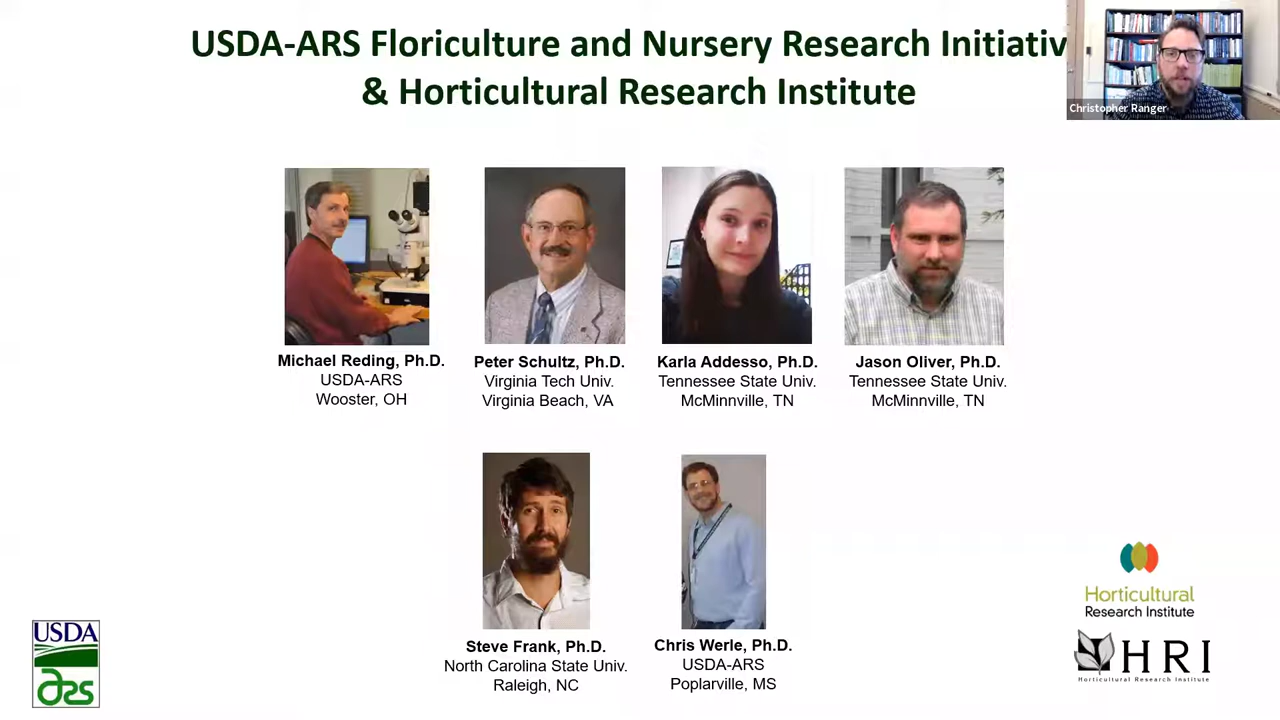 USDA-ARS Floriculture and Nursery Research Initiativ
& Horticultural Research Institute
Christopher Ranger
Michael Reding, Ph.D.
USDA-ARS
Wooster, OH
Peter Schultz, Ph.D.
Virginia Tech Univ.
Virginia Beach, VA
Karla Addesso, Ph.D.
Tennessee State Univ.
McMinnville, TN
Jason Oliver, Ph.D.
Tennessee State Univ.
McMinnville, TN
Steve Frank, Ph.D.
North Carolina State Univ.
Raleigh, NC
Chris Werle, Ph.D.
USDA-ARS
Poplarville, MS
USDA
ars
Horticultural
Research Institute
HRI
Horticultural Research Institute